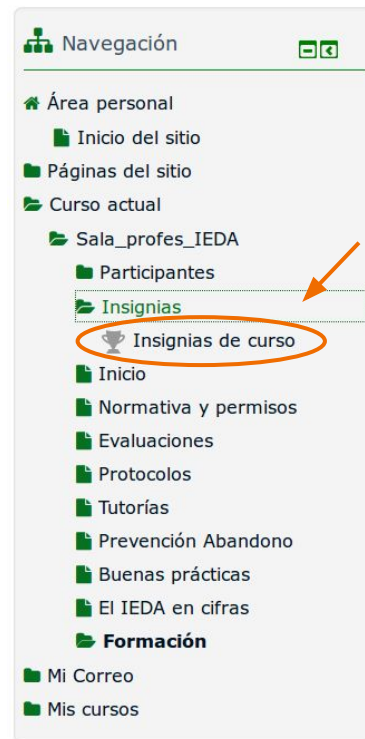 Navegación
Área personal
Inicio del sitio
Páginas del sitio
Curso actual
Sala_profes_IEDA
Participantes
Insignias
Insignias de curso
Inicio
Normativa y permisos
Evaluaciones
Protocolos
Tutorías
Prevención Abandono
Buenas prácticas
El IEDA en cifras
Formación
Mi Correo
Mis cursos